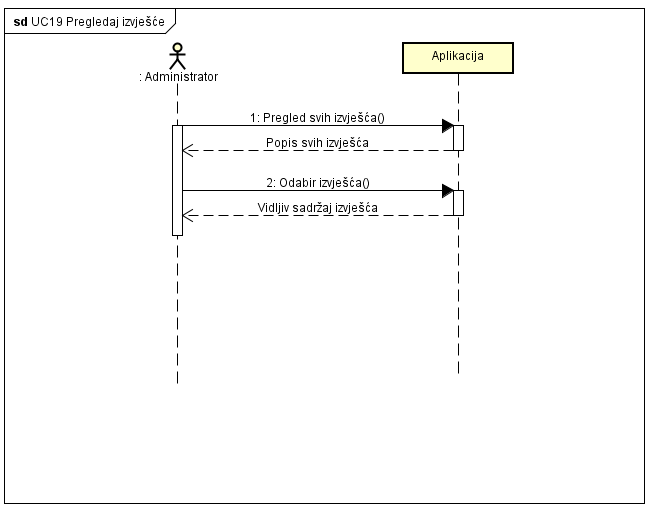 sd UC19 Pregledaj izvješće
: Administrator
Aplikacija
1: Pregled svih izvješća()
Popis svih izvješća
2: Odabir izvješća()
Vidljiv sadržaj izvješća